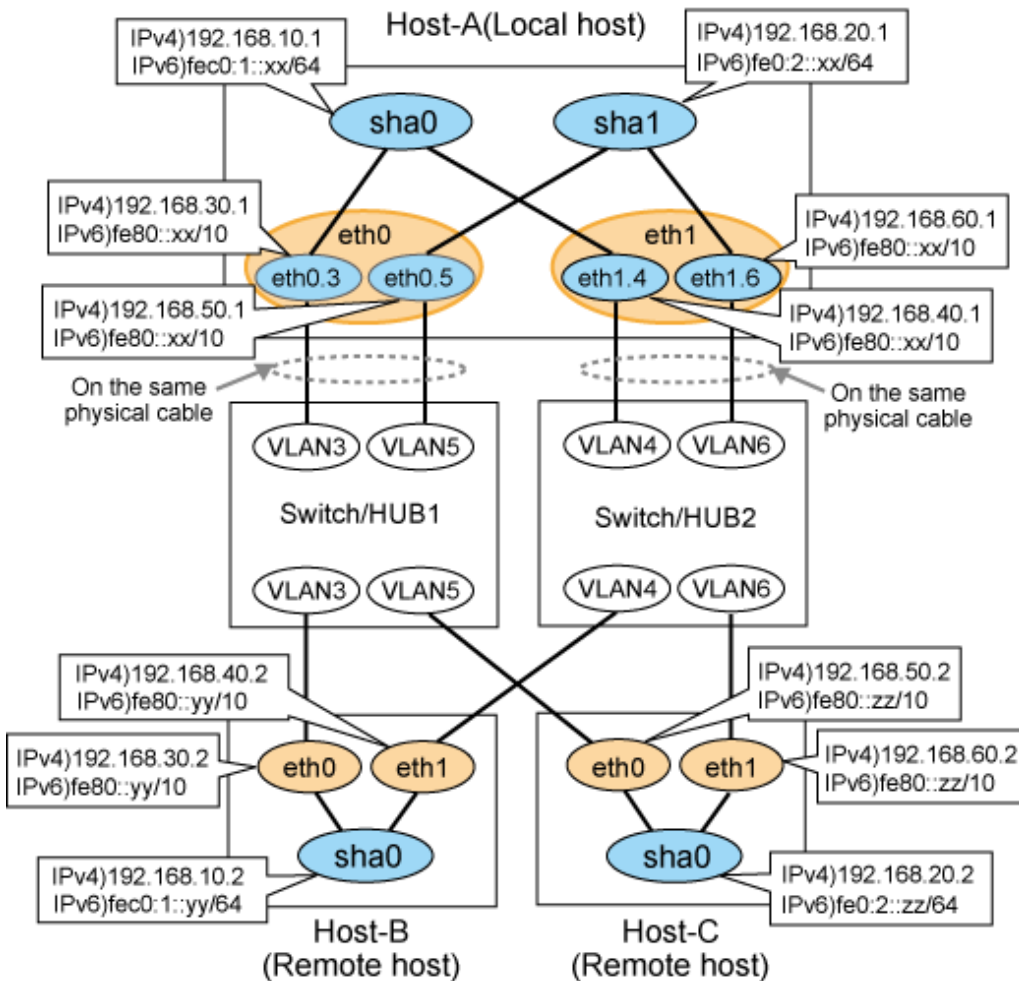 Host-A(Local host)
IPv4)192.168.10.1
IPv6)fec0:1::xx/64
IPv4)192.168.20.1
IPv6)fe0:2::xx/64
sha0
sha1
IPv4)192.168.30.1
IPv6)fe80::xx/10
eth0
eth1
IPv4)192.168.60.1
IPv6)fe80::xx/10
eth0.3
eth0.5
eth1.4
eth1.6
IPv4)192.168.50.1
IPv6)fe80::xx/10
IPv4)192.168.40.1
IPv6)fe80::xx/10
On the same
physical cable
On the same
physical cable
VLAN3
VLAN5
VLAN4
VLAN6
Switch/HUB1
Switch/HUB2
VLAN3
VLAN5
VLAN4
VLAN6
IPv4)192.168.40.2
IPv6)fe80::yy/10
IPv4)192.168.50.2
IPv6)fe80::zz/10
IPv4)192.168.30.2
IPv6)fe80::yy/10
eth0
eth1
eth0
eth1
IPv4)192.168.60.2
IPv6)fe80::zz/10
sha0
sha0
IPv4)192.168.10.2
IPv6)fec0:1::yy/64
IPv4)192.168.20.2
IPv6)fe0:2::zz/64
Host-B
(Remote host)
Host-C
(Remote host)